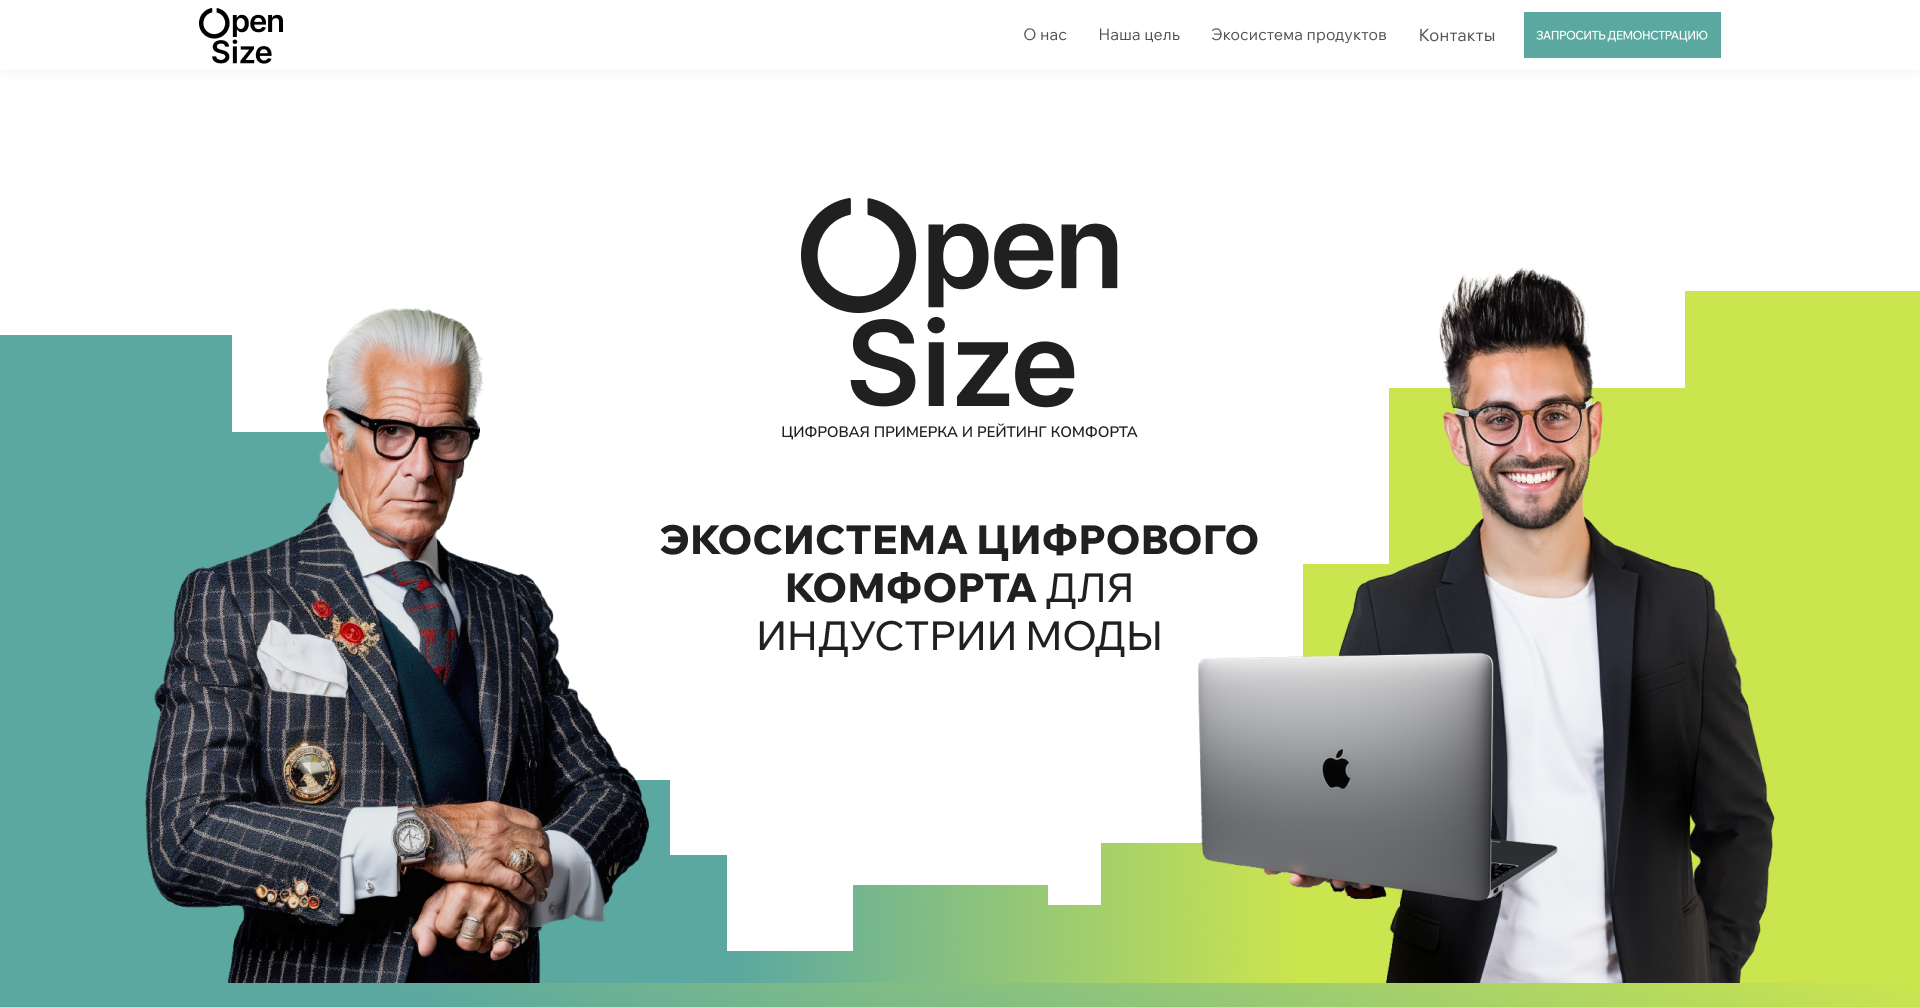 Open
Size
О нас
Наша цель
Экосистема продуктов
Контакты
ЗАПРОСИТЬ ДЕМОНСТРАЦИЮ
Open
Size
ЦИФРОВАЯ ПРИМЕРКА И РЕЙТИНГ КОМФОРТА
ЭКОСИСТЕМА ЦИФРОВОГО
КОМФОРТА ДЛЯ
ИНДУСТРИИ МОДЫ